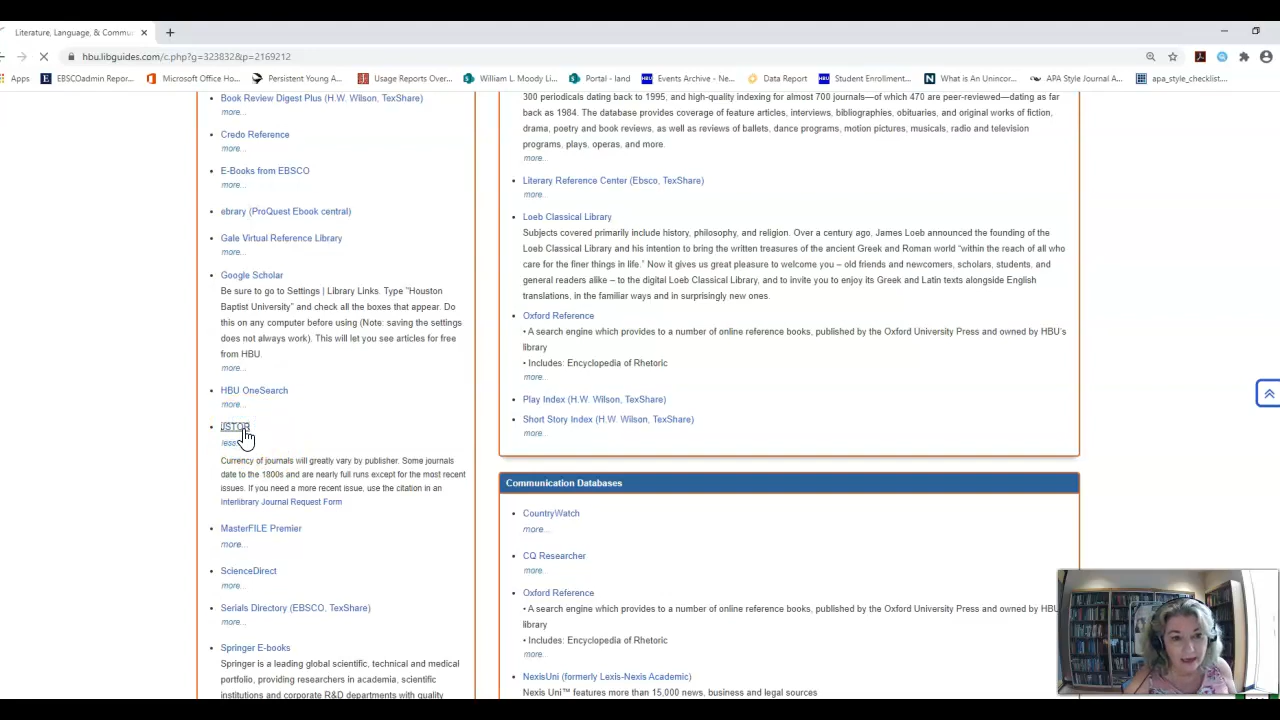 Literature, Language, & Commu
hbu.libguides.com/c.php?g=323832&p=2169212
Apps
EBSCOadmin Repor...
Microsoft Office Ho...
Persistent Young A...
Usage Reports Over...
William L. Moody Li...
Portal - land
Events Archive - Ne...
Data Report
Student Enrollment...
What is An Unincor...
APA Style Journal A...
apa_style_checklist....
Book Review Digest Plus (H.W. Wilson, TexShare)
more...
Credo Reference
more...
E-Books from EBSCO
more...
ebrary (ProQuest Ebook central)
Gale Virtual Reference Library
more...
Google Scholar
Be sure to go to Settings | Library Links. Type "Houston
Baptist University" and check all the boxes that appear. Do
this on any computer before using (Note: saving the settings
does not always work). This will let you see articles for free
from HBU.
more...
HBU OneSearch
more...
JSTOR
less
Currency of journals will greatly vary by publisher. Some journals
date to the 1800s and are nearly full runs except for the most recent
issues. If you need a more recent issue, use the citation in an
Interlibrary Journal Request Form
MasterFILE Premier
more...
ScienceDirect
more...
Serials Directory (EBSCO, TexShare)
more...
Springer E-books
Springer is a leading global scientific, technical and medical
portfolio, providing researchers in academia, scientific
institutions and corporate R&D departments with quality
300 periodicals dating back to 1995, and high-quality indexing for almost 700 journals—of which 470 are peer-reviewed—dating as far
back as 1984. The database provides coverage of feature articles, interviews, bibliographies, obituaries, and original works of fiction,
drama, poetry and book reviews, as well as reviews of ballets, dance programs, motion pictures, musicals, radio and television
programs, plays, operas, and more.
more...
Literary Reference Center (Ebsco, TexShare)
more...
Loeb Classical Library
Subjects covered primarily include history, philosophy, and religion. Over a century ago, James Loeb announced the founding of the
Loeb Classical Library and his intention to bring the written treasures of the ancient Greek and Roman world "within the reach of all who
care for the finer things in life." Now it gives us great pleasure to welcome you – old friends and newcomers, scholars, students, and
general readers alike – to the digital Loeb Classical Library, and to invite you to enjoy its Greek and Latin texts alongside English
translations, in the familiar ways and in surprisingly new ones.
Oxford Reference
• A search engine which provides to a number of online reference books, published by the Oxford University Press and owned by HBU's
library
• Includes: Encyclopedia of Rhetoric
more...
Play Index (H.W. Wilson, TexShare)
Short Story Index (H.W. Wilson, TexShare)
more...
Communication Databases
CountryWatch
more...
CQ Researcher
more...
Oxford Reference
• A search engine which provides to a number of online reference books, published by the Oxford University Press and owned by HBU
library
• Includes: Encyclopedia of Rhetoric
more...
NexisUni (formerly Lexis-Nexis Academic)
Nexis Uni™ features more than 15,000 news, business and legal sources